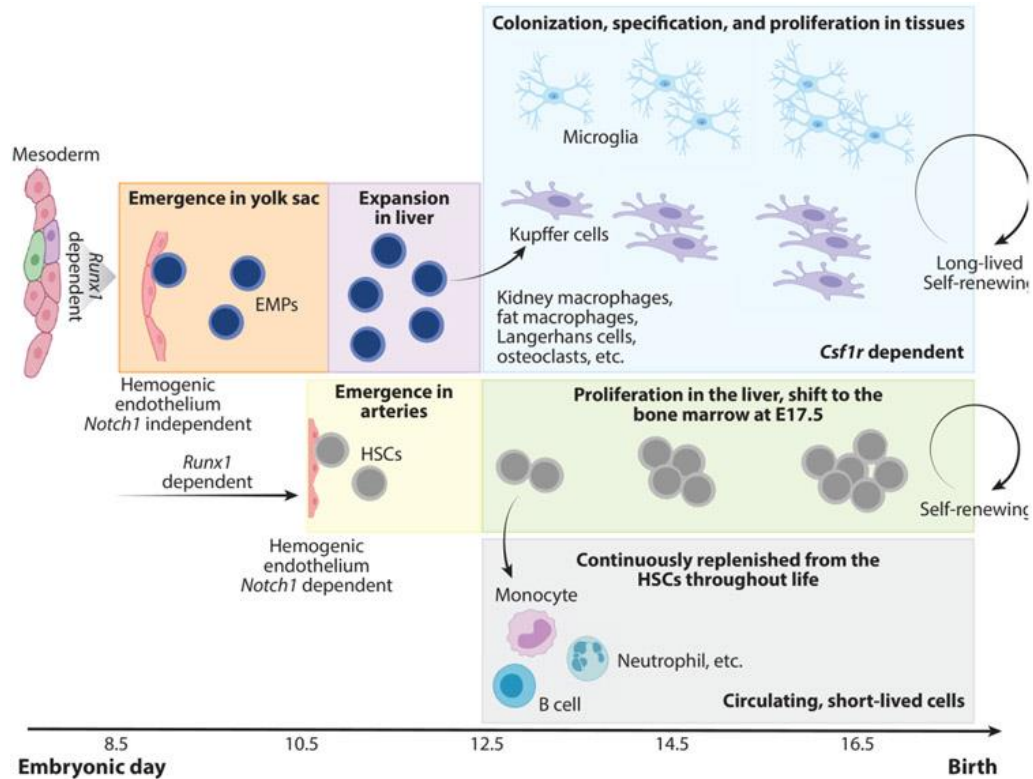 Colonization, specification, and proliferation in tissues
Microglia
Mesoderm
Runx1
dependent
Emergence in yolk sac
EMPs
Expansion
in liver
Kupffer cells
Kidney macrophages,
fat macrophages,
Langerhans cells,
osteoclasts, etc.
Csf1r dependent
Long-lived
Self-renewing
Hemogenic
endothelium
Notch1 independent
Runx1
dependent
Emergence in
arteries
HSCs
Hemogenic
endothelium
Notch1 dependent
Proliferation in the liver, shift to the
bone marrow at E17.5
Self-renewing
Continuously replenished from the
HSCs throughout life
Monocyte
Neutrophil, etc.
B cell
Circulating, short-lived cells
8.5 10.5 12.5 14.5 16.5
Embryonic day Birth